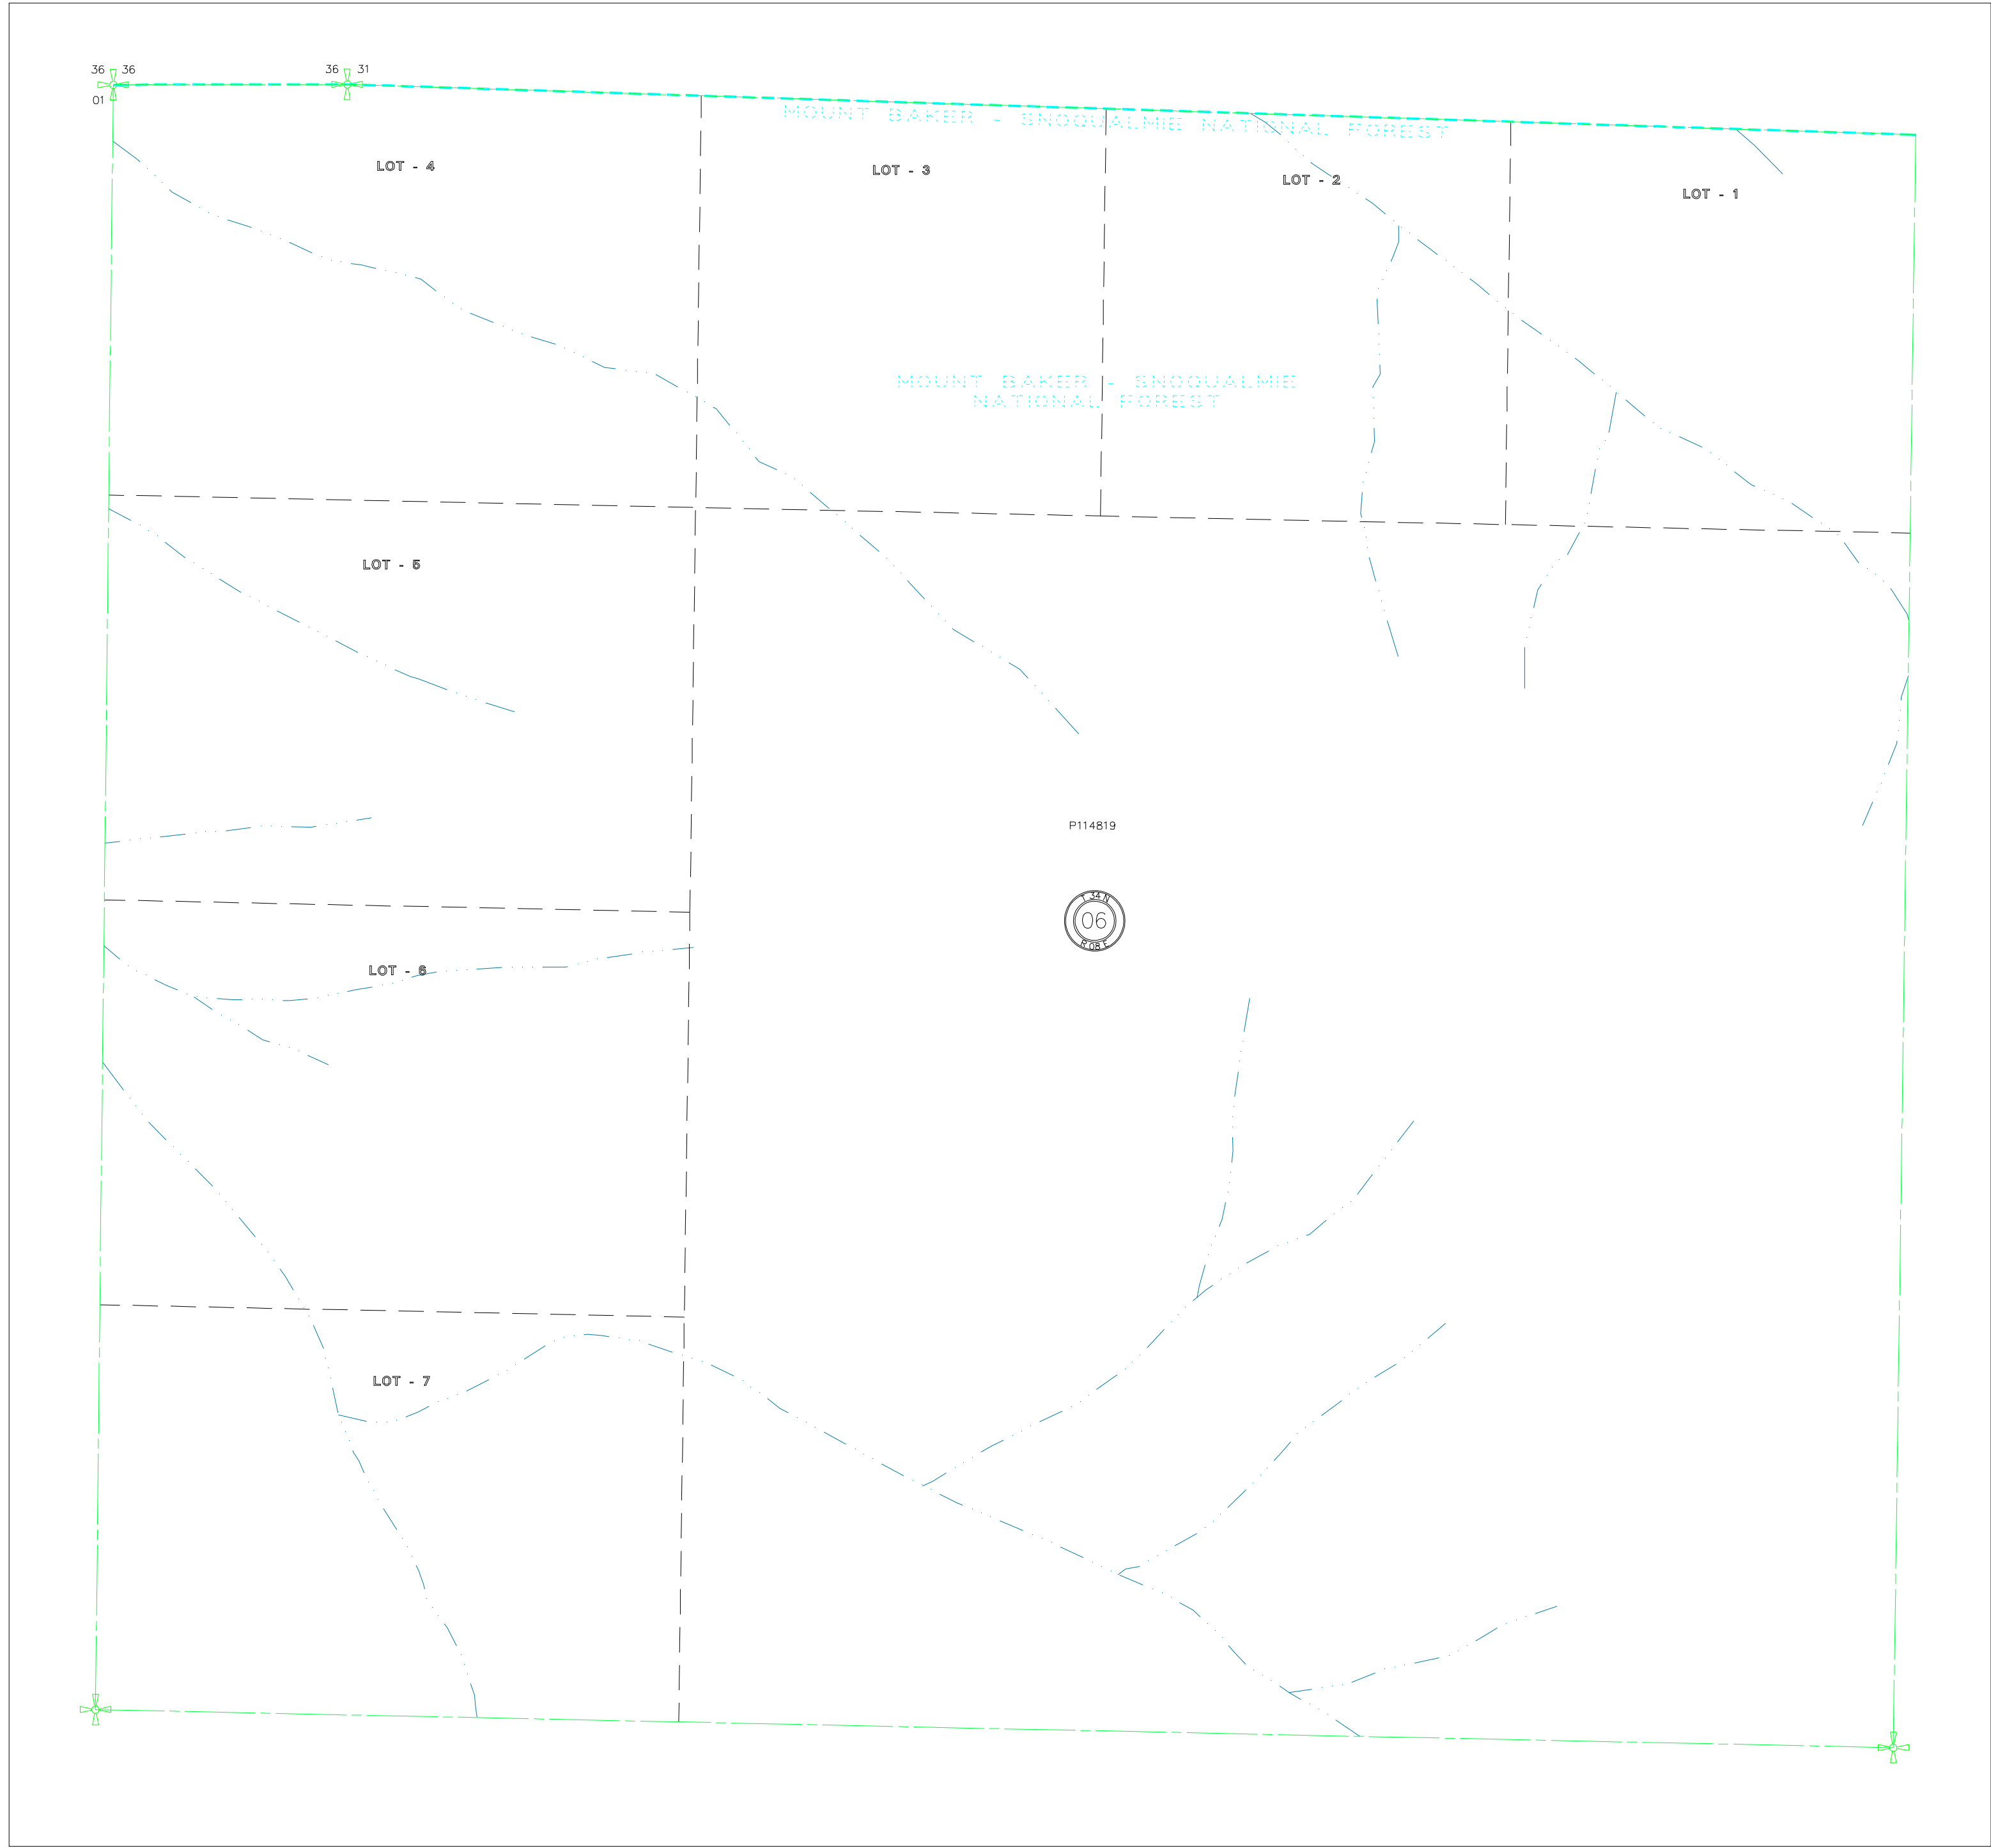 36 36
36 31
01
MOUNT BAKER - SNOQUALMIE NATIONAL FOREST
LOT - 4
LOT - 3
LOT - 2
LOT - 1
MOUNT BAKER - SNOQUALMIE
NATIONAL FOREST
LOT - 5
P114819
T.34 N
06
R.08 E
LOT - 6
LOT - 7